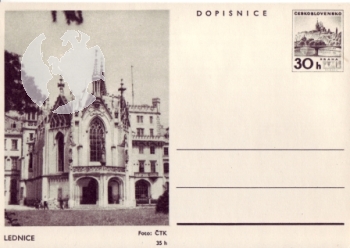 DOPISNICE
ČESKOSLOVENSKO
30 h
LEDNICE
Foto: ČTK
35 h